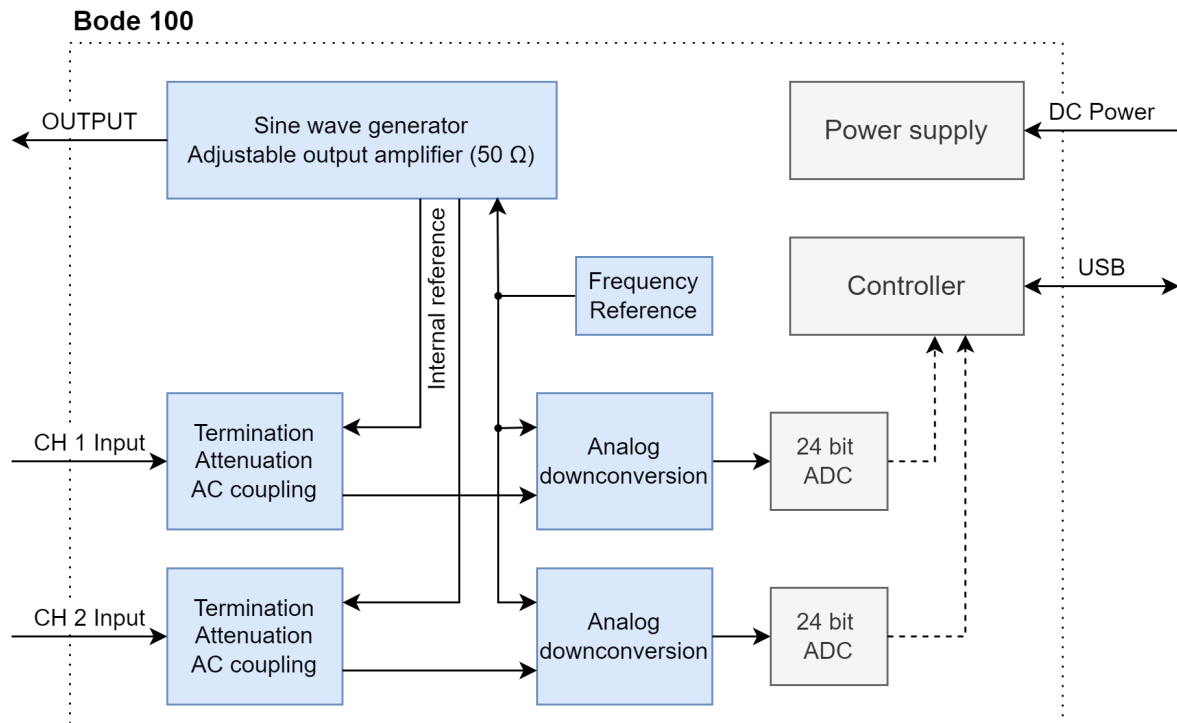 Bode 100
OUTPUT
Sine wave generator
Adjustable output amplifier (50 Ω)
Power supply
DC Power
Internal reference
Frequency
Reference
Controller
USB
CH 1 Input
Termination
Attenuation
AC coupling
Analog
downconversion
24 bit
ADC
CH 2 Input
Termination
Attenuation
AC coupling
Analog
downconversion
24 bit
ADC